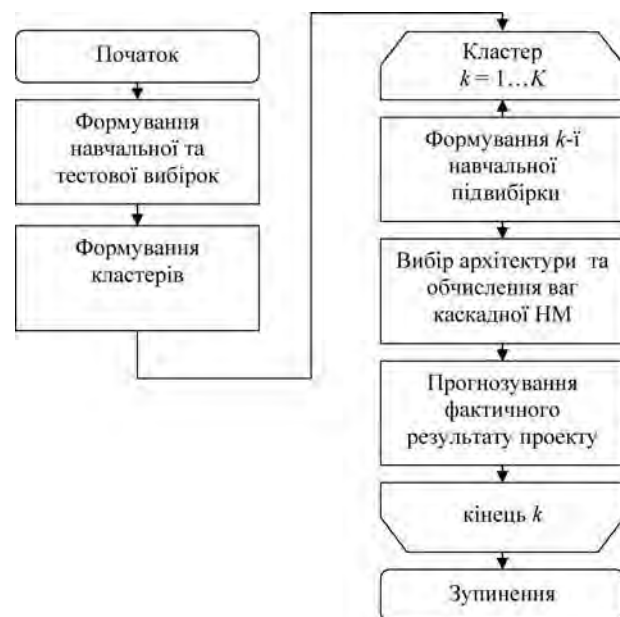 Початок
Формування
навчальної та
тестової вибірок
Формування
кластерів
Кластер
k = 1…K
Формування k-ї
навчальної
підвибірки
Вибір архітектури та
обчислення ваг
каскадної НМ
Прогнозування
фактичного
результату проекту
кінець k
Зупинення